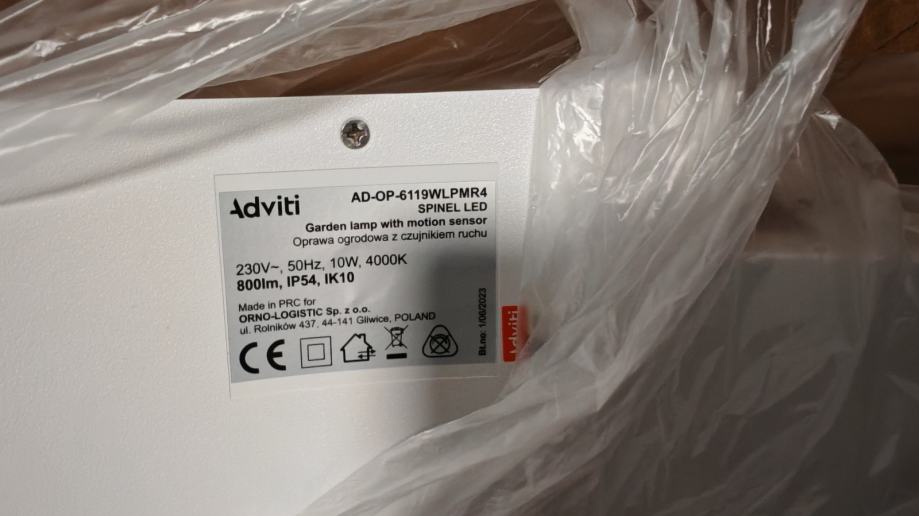 Adviti
AD-OP-6119WLPMR4
SPINEL LED
Garden lamp with motion sensor
Oprawa ogrodowa z czujnikiem ruchu
230V~, 50Hz, 10W, 4000K
800lm, IP54, IK10
Made in PRC for
ORNO-LOGISTIC Sp. z o.o.
ul. Rolników 437, 44-141 Gliwice, POLAND
CE
Bt.no: 1/06/2023
Adviti